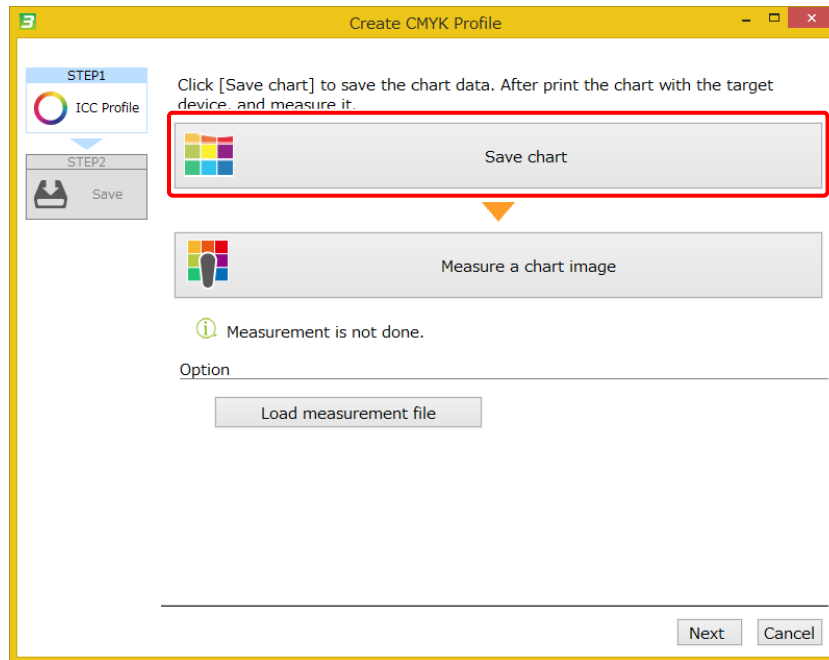 3
Create CMYK Profile
STEP1
ICC Profile
STEP2
Save
Click [Save chart] to save the chart data. After print the chart with the target
device, and measure it.
Save chart
Measure a chart image
i
Measurement is not done.
Option
Load measurement file
Next
Cancel